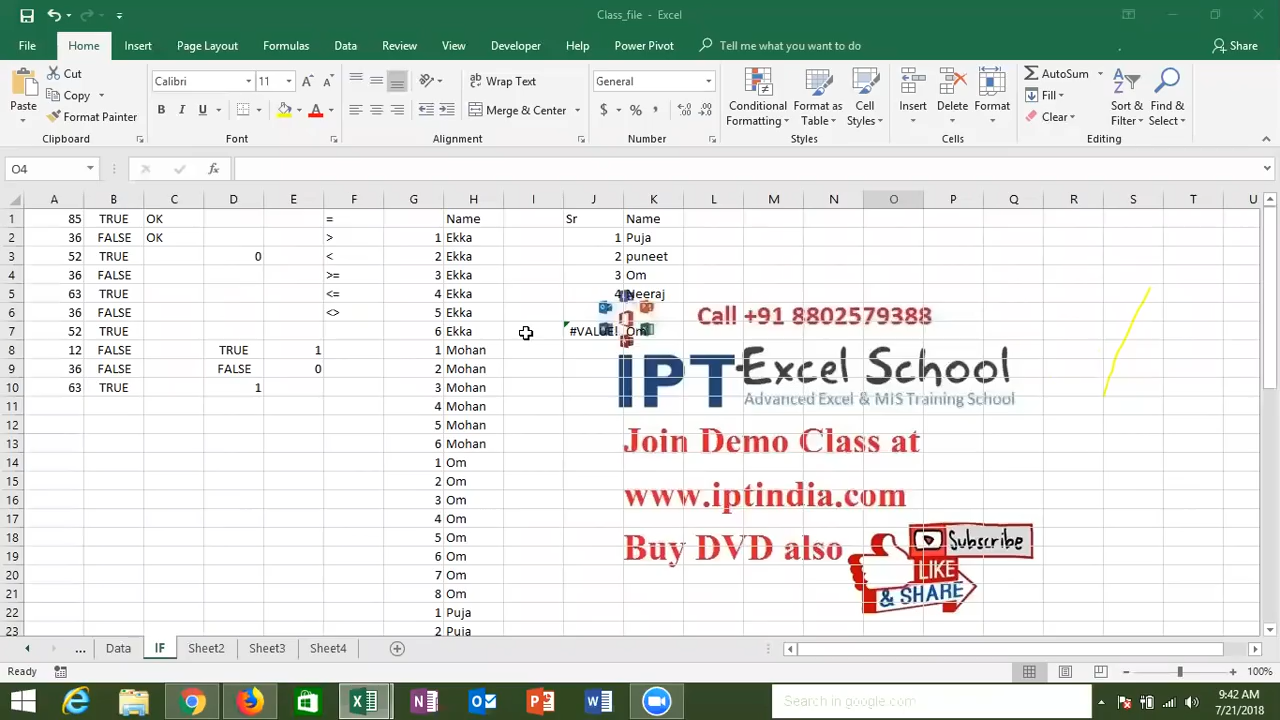 Class_file - Excel
File Home Insert Page Layout Formulas Data Review View Developer Help Power Pivot Tell me what you want to do Share
Paste Cut Copy Format Painter Clipboard
Calibri 11 B I U Font
Wrap Text Merge & Center Alignment
General $ % Number
Conditional Formatting Format as Table Cell Styles Styles
Insert Delete Format Cells
AutoSum Fill Clear Sort & Filter Find & Select Editing
O4 fx
A B C D E F G H I J K L M N O P Q R S T U
1 85 TRUE OK = Name Sr Name
2 36 FALSE OK > 1 Ekka 1 Puja
3 52 TRUE 0 < 2 Ekka 2 puneet
4 36 FALSE >= 3 Ekka 3 Om
5 63 TRUE <= 4 Ekka 4 Neeraj
6 36 FALSE <> 5 Ekka
7 52 TRUE 6 Ekka #VALUE! Om
8 12 FALSE TRUE 1 1 Mohan
9 36 FALSE FALSE 0 2 Mohan
10 63 TRUE 1 3 Mohan
11 4 Mohan
12 5 Mohan
13 6 Mohan
14 1 Om
15 2 Om
16 3 Om
17 4 Om
18 5 Om
19 6 Om
20 7 Om
21 8 Om
22 1 Puja
23 2 Puja
Call +91 8802579388
IPT Excel School
Advanced Excel & MIS Training School
Join Demo Class at
www.iptindia.com
Buy DVD also
Subscribe
LIKE
& SHARE
... Data IF Sheet2 Sheet3 Sheet4
Ready 100%
Search in google.com
9:42 AM
7/21/2018